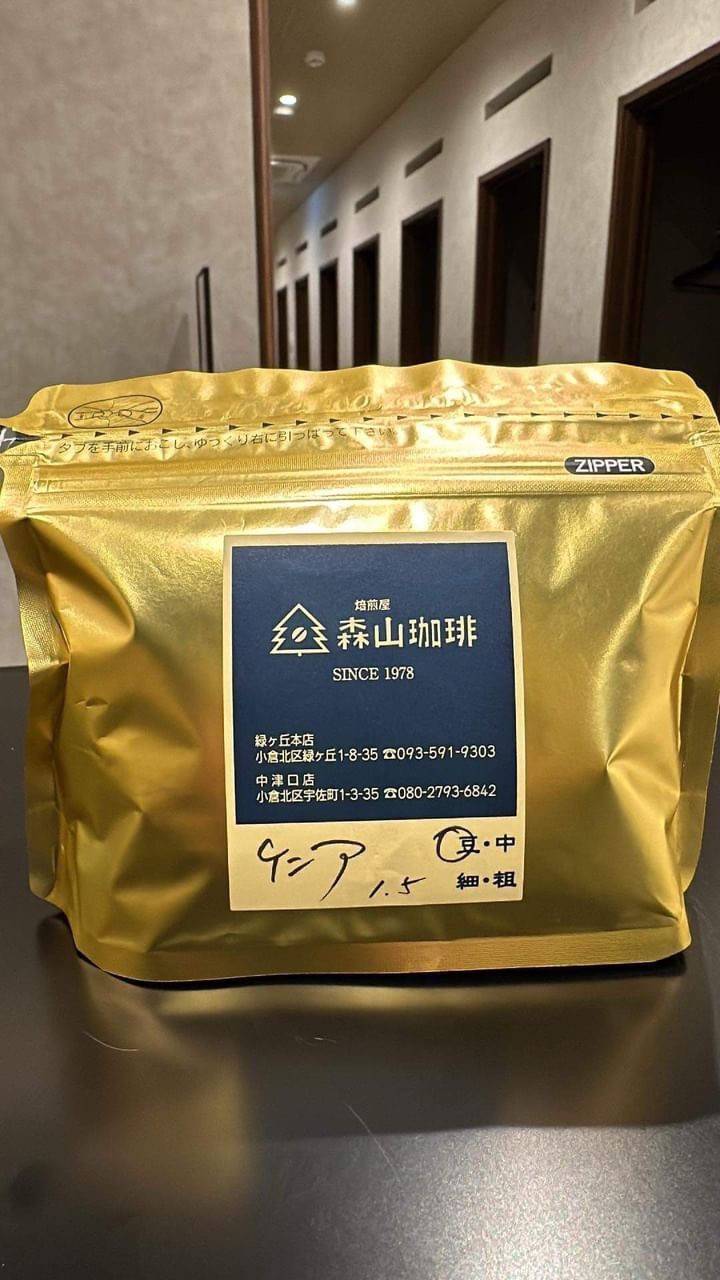 タブを手前におこし、ゆっくり右に引っぱって下さい。
ZIPPER
焙煎屋
森山珈琲
SINCE 1978
緑ヶ丘本店
小倉北区緑ヶ丘1-8-35 ☎093-591-9303
中津口店
小倉北区宇佐町1-3-35 ☎080-2793-6842
ケニア 豆・中
1.5 細・粗